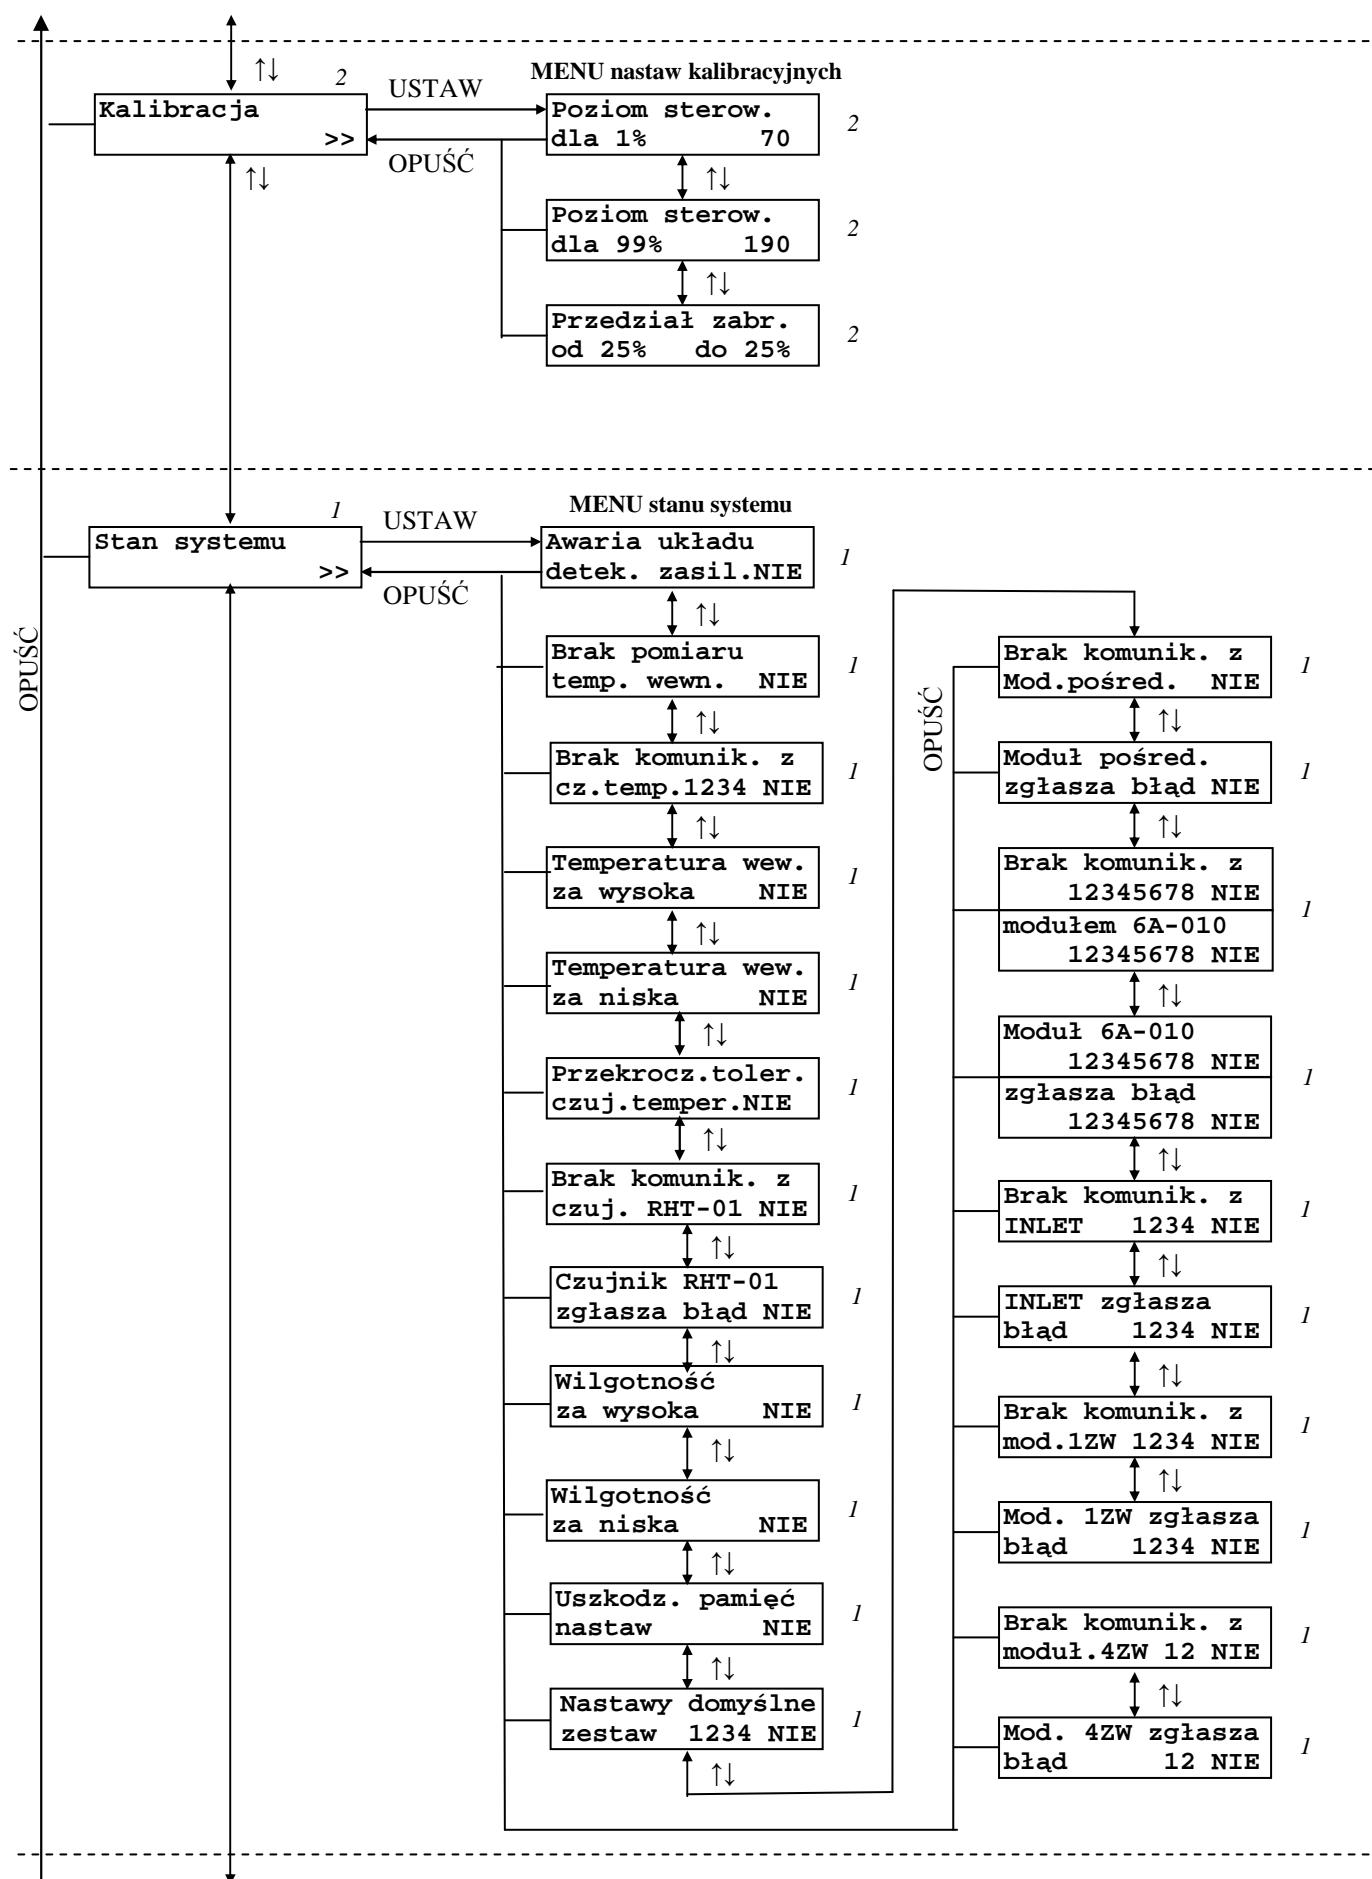 ↑↓
2
MENU nastaw kalibracyjnych
Kalibracja
>>
USTAW
OPUŚĆ
Poziom sterow.
dla 1% 70
2
↑↓
↑↓
Poziom sterow.
dla 99% 190
2
↑↓
Przedział zabr.
od 25% do 25%
2
OPUŚĆ
1
MENU stanu systemu
Stan systemu
>>
USTAW
OPUŚĆ
Awaria układu
detek. zasil.NIE
1
↑↓
Brak pomiaru
temp. wewn. NIE
1
↑↓
Brak komunik. z
cz.temp.1234 NIE
1
↑↓
Temperatura wew.
za wysoka NIE
1
↑↓
Temperatura wew.
za niska NIE
1
↑↓
Przekrocz.toler.
czuj.temper.NIE
1
↑↓
Brak komunik. z
czuj. RHT-01 NIE
1
↑↓
Czujnik RHT-01
zgłasza błąd NIE
1
↑↓
Wilgotność
za wysoka NIE
1
↑↓
Wilgotność
za niska NIE
1
↑↓
Uszkodz. pamięć
nastaw NIE
1
↑↓
Nastawy domyślne
zestaw 1234 NIE
1
↑↓
OPUŚĆ
Brak komunik. z
Mod.pośred. NIE
1
↑↓
Moduł pośred.
zgłasza błąd NIE
1
↑↓
Brak komunik. z
12345678 NIE
modułem 6A-010
12345678 NIE
1
↑↓
Moduł 6A-010
12345678 NIE
zgłasza błąd
12345678 NIE
1
↑↓
Brak komunik. z
INLET 1234 NIE
1
↑↓
INLET zgłasza
błąd 1234 NIE
1
↑↓
Brak komunik. z
mod.1ZW 1234 NIE
1
↑↓
Mod. 1ZW zgłasza
błąd 1234 NIE
1
Brak komunik. z
moduł.4ZW 12 NIE
1
↑↓
Mod. 4ZW zgłasza
błąd 12 NIE
1